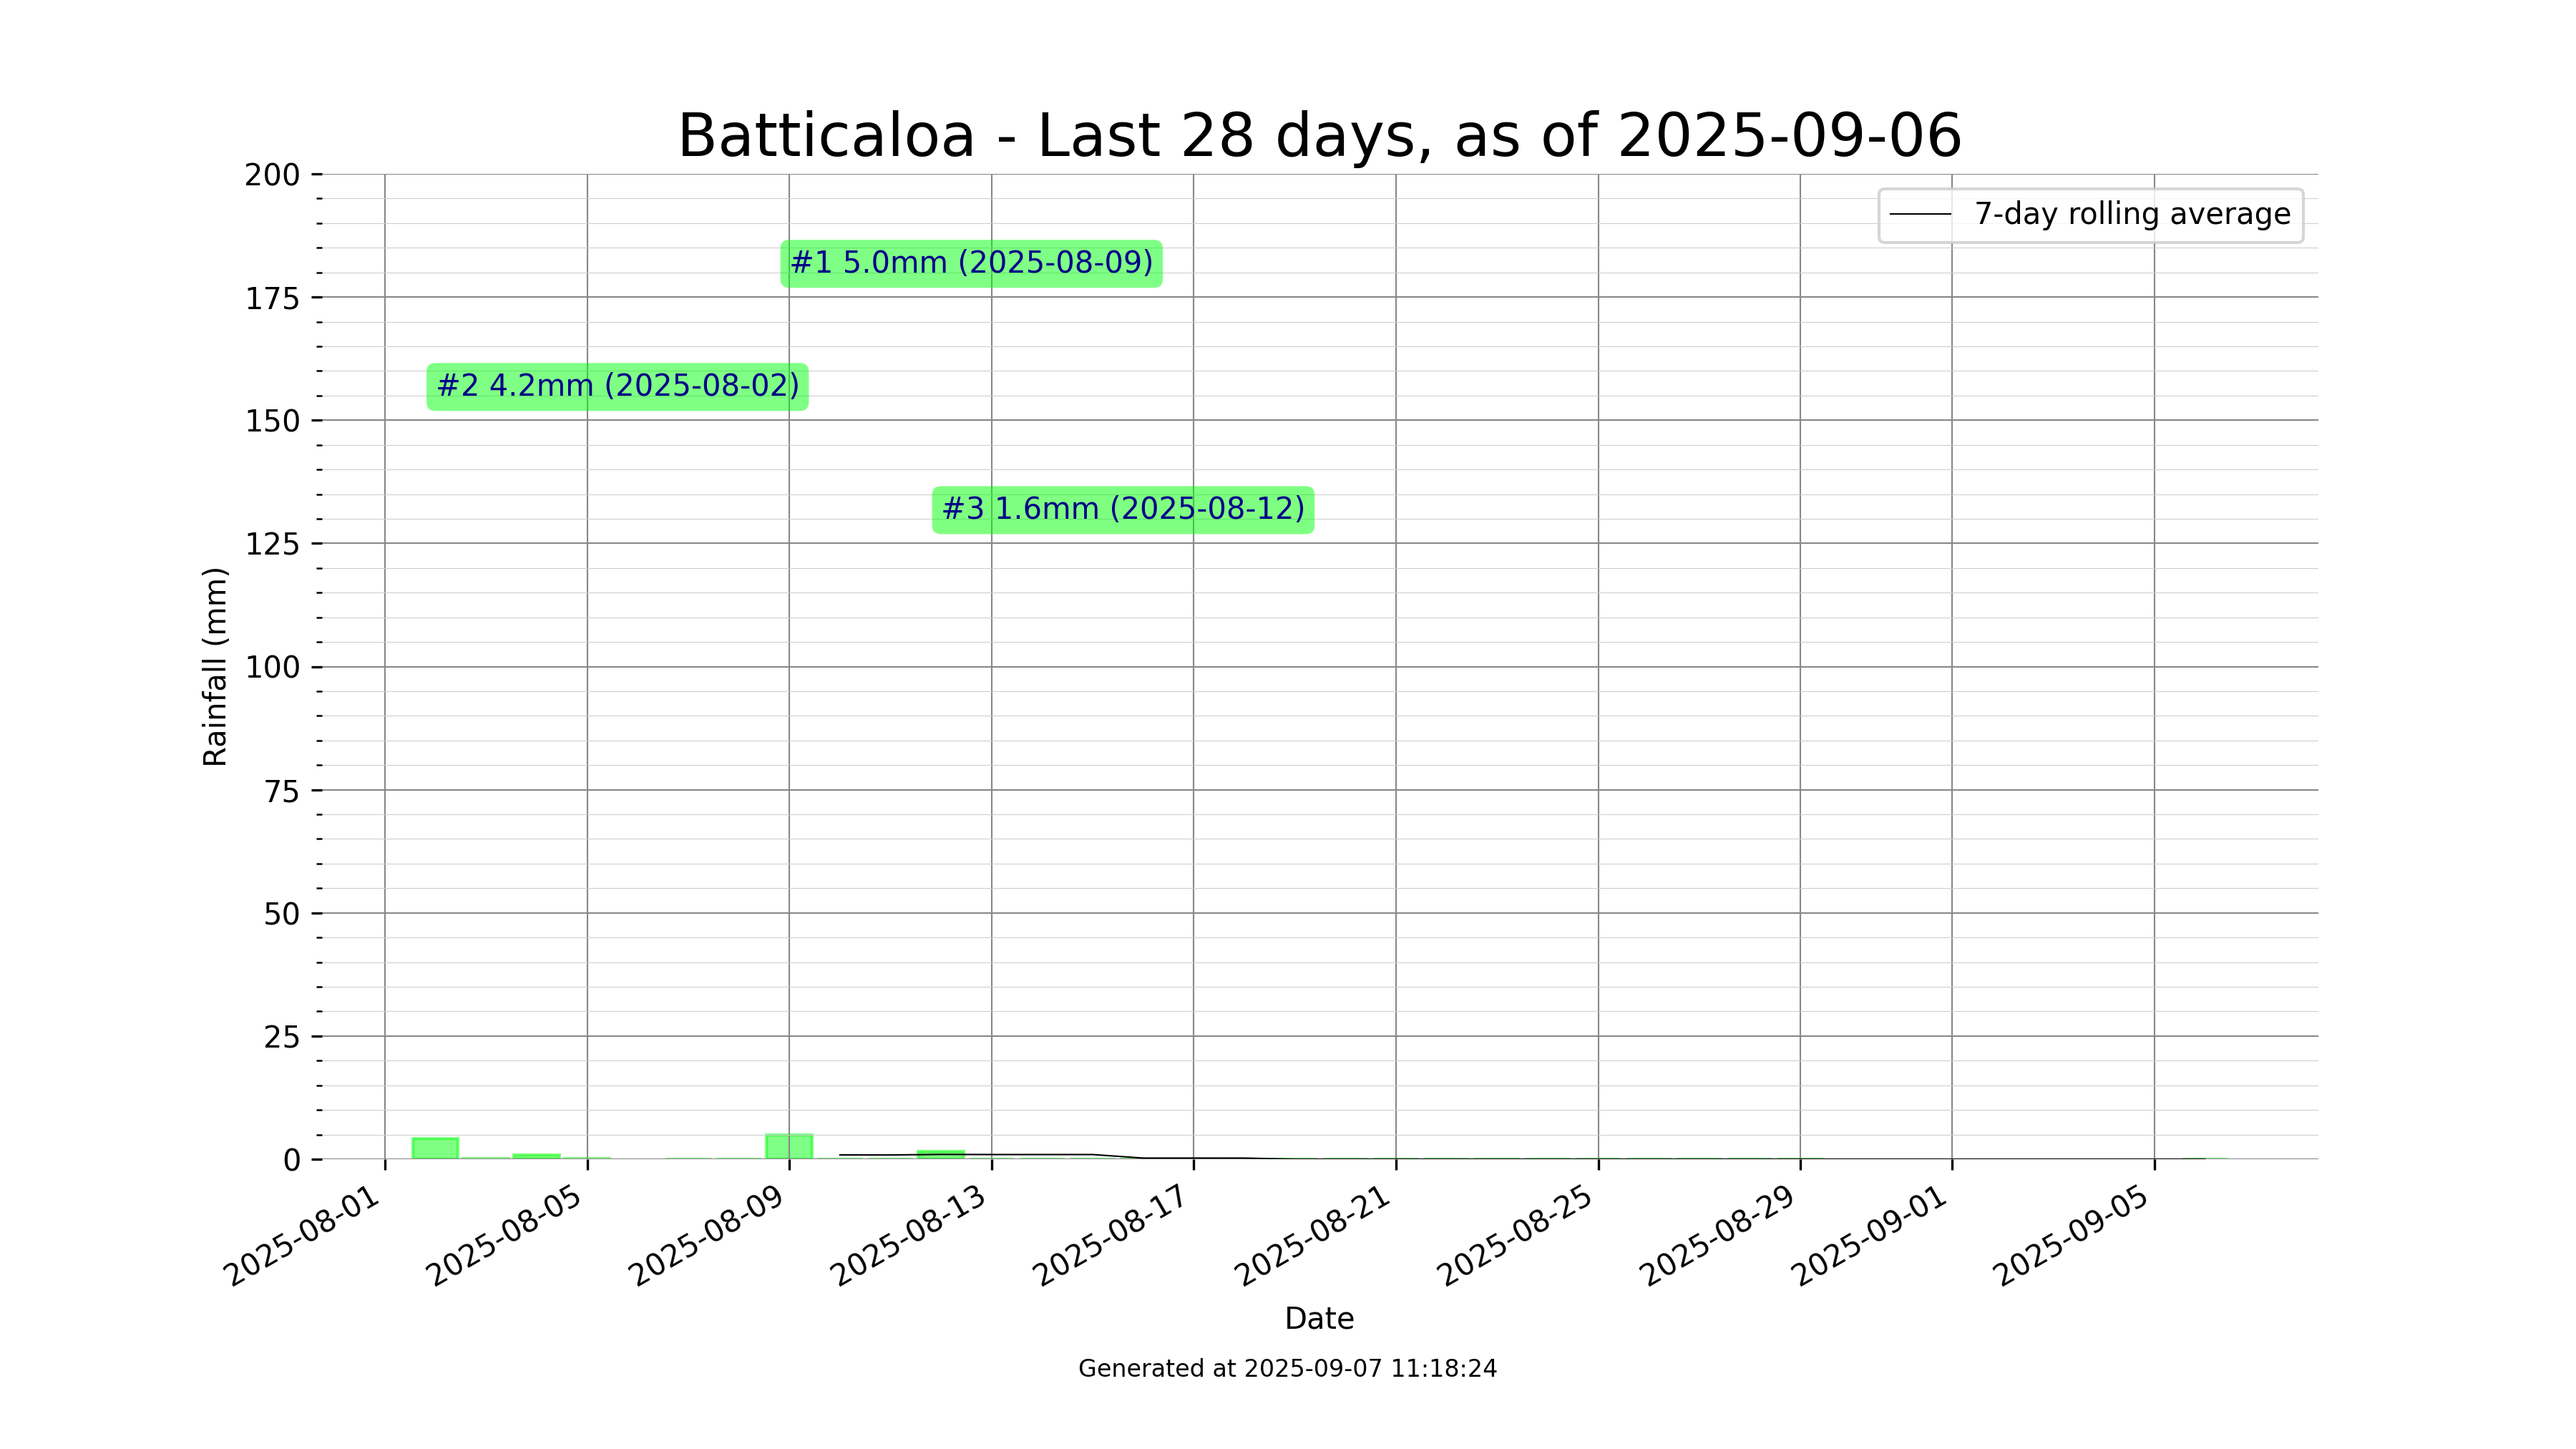 Batticaloa - Last 28 days, as of 2025-09-06
7-day rolling average
#1 5.0mm (2025-08-09)
#2 4.2mm (2025-08-02)
#3 1.6mm (2025-08-12)
Rainfall (mm)
200
175
150
125
100
75
50
25
0
2025-08-01
2025-08-05
2025-08-09
2025-08-13
2025-08-17
2025-08-21
2025-08-25
2025-08-29
2025-09-01
2025-09-05
Date
Generated at 2025-09-07 11:18:24